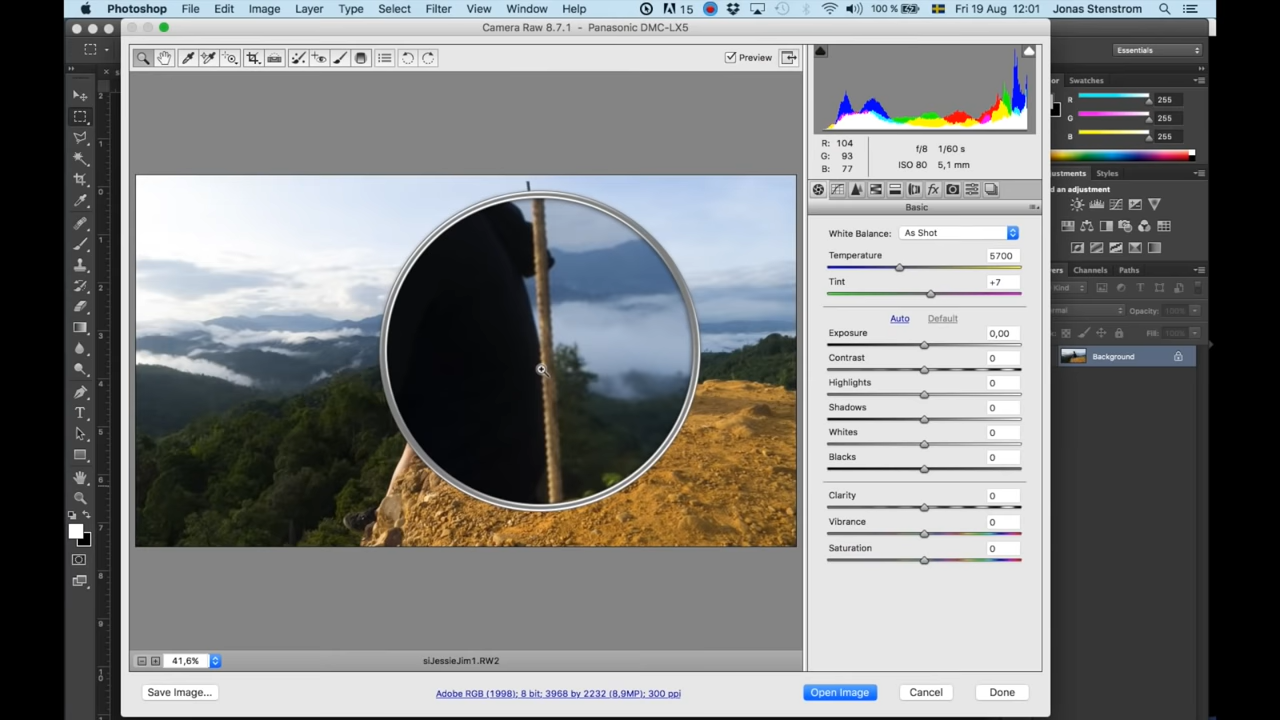 Photoshop File Edit Image Layer Type Select Filter View Window Help 15 100 % Fri 19 Aug 12:01 Jonas Stenstrom
Camera Raw 8.7.1 - Panasonic DMC-LX5
Preview
Essentials
Swatches
R 255
G 255
B 255
R: 104
G: 93
B: 77
f/8 1/60 s
ISO 80 5,1 mm
Styles
an adjustment
Basic
White Balance: As Shot
Temperature 5700
Tint +7
Auto Default
Exposure 0,00
Contrast 0
Highlights 0
Shadows 0
Whites 0
Blacks 0
Clarity 0
Vibrance 0
Saturation 0
Channels Paths
Kind
Opacity: 100%
Fill: 100%
Background
41,6%
siJessieJim1.RW2
Save Image...
Adobe RGB (1998); 8 bit: 3968 by 2232 (8,9MP); 300 ppi
Open Image Cancel Done